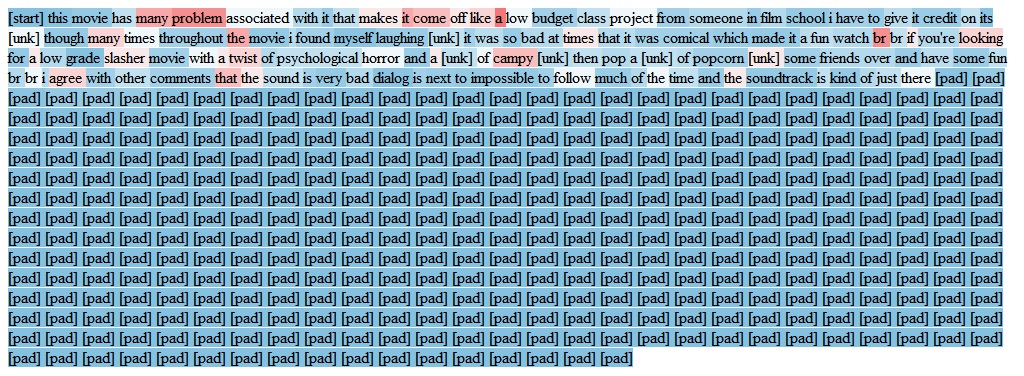 [start] this movie has many problem associated with it that makes it come off like a low budget class project from someone in film school i have to give it credit on its
[unk] though many times throughout the movie i found myself laughing [unk] it was so bad at times that it was comical which made it a fun watch br br if you're looking
for a low grade slasher movie with a twist of psychological horror and a [unk] of campy [unk] then pop a [unk] of popcorn [unk] some friends over and have some fun
br br i agree with other comments that the sound is very bad dialog is next to impossible to follow much of the time and the soundtrack is kind of just there [pad] [pad]
[pad] [pad] [pad] [pad] [pad] [pad] [pad] [pad] [pad] [pad] [pad] [pad] [pad] [pad] [pad] [pad] [pad] [pad] [pad] [pad] [pad] [pad] [pad] [pad] [pad] [pad] [pad]
[pad] [pad] [pad] [pad] [pad] [pad] [pad] [pad] [pad] [pad] [pad] [pad] [pad] [pad] [pad] [pad] [pad] [pad] [pad] [pad] [pad] [pad] [pad] [pad] [pad] [pad] [pad]
[pad] [pad] [pad] [pad] [pad] [pad] [pad] [pad] [pad] [pad] [pad] [pad] [pad] [pad] [pad] [pad] [pad] [pad] [pad] [pad] [pad] [pad] [pad] [pad] [pad] [pad] [pad]
[pad] [pad] [pad] [pad] [pad] [pad] [pad] [pad] [pad] [pad] [pad] [pad] [pad] [pad] [pad] [pad] [pad] [pad] [pad] [pad] [pad] [pad] [pad] [pad] [pad] [pad] [pad]
[pad] [pad] [pad] [pad] [pad] [pad] [pad] [pad] [pad] [pad] [pad] [pad] [pad] [pad] [pad] [pad] [pad] [pad] [pad] [pad] [pad] [pad] [pad] [pad] [pad] [pad] [pad]
[pad] [pad] [pad] [pad] [pad] [pad] [pad] [pad] [pad] [pad] [pad] [pad] [pad] [pad] [pad] [pad] [pad] [pad] [pad] [pad] [pad] [pad] [pad] [pad] [pad] [pad] [pad]
[pad] [pad] [pad] [pad] [pad] [pad] [pad] [pad] [pad] [pad] [pad] [pad] [pad] [pad] [pad] [pad] [pad] [pad] [pad] [pad] [pad] [pad] [pad] [pad] [pad] [pad] [pad]
[pad] [pad] [pad] [pad] [pad] [pad] [pad] [pad] [pad] [pad] [pad] [pad] [pad] [pad] [pad] [pad] [pad] [pad] [pad] [pad] [pad] [pad] [pad] [pad] [pad] [pad] [pad]
[pad] [pad] [pad] [pad] [pad] [pad] [pad] [pad] [pad] [pad] [pad] [pad] [pad] [pad] [pad] [pad] [pad] [pad] [pad] [pad] [pad] [pad] [pad] [pad] [pad] [pad] [pad]
[pad] [pad] [pad] [pad] [pad] [pad] [pad] [pad] [pad] [pad] [pad] [pad] [pad] [pad] [pad] [pad] [pad] [pad] [pad] [pad] [pad] [pad] [pad] [pad] [pad] [pad] [pad]
[pad] [pad] [pad] [pad] [pad] [pad] [pad] [pad] [pad] [pad] [pad] [pad] [pad] [pad] [pad] [pad] [pad] [pad] [pad] [pad] [pad] [pad] [pad] [pad] [pad] [pad] [pad]
[pad] [pad] [pad] [pad] [pad] [pad] [pad] [pad] [pad] [pad] [pad] [pad] [pad] [pad] [pad] [pad] [pad] [pad] [pad] [pad] [pad] [pad] [pad] [pad] [pad] [pad] [pad]
[pad] [pad] [pad] [pad] [pad] [pad] [pad] [pad] [pad] [pad] [pad] [pad] [pad] [pad] [pad] [pad] [pad] [pad] [pad] [pad] [pad] [pad] [pad] [pad] [pad] [pad] [pad]
[pad] [pad] [pad] [pad] [pad] [pad] [pad] [pad] [pad] [pad] [pad] [pad] [pad] [pad] [pad] [pad] [pad]